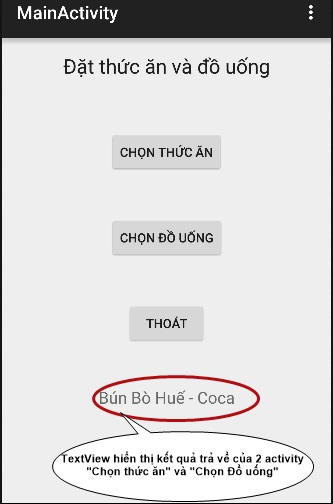 MainActivity
Đặt thức ăn và đồ uống
CHỌN THỨC ĂN
CHỌN ĐỒ UỐNG
THOÁT
Bún Bò Huế - Coca
TextView hiển thị kết quả trả về của 2 activity
"Chọn thức ăn" và "Chọn Đồ uống"